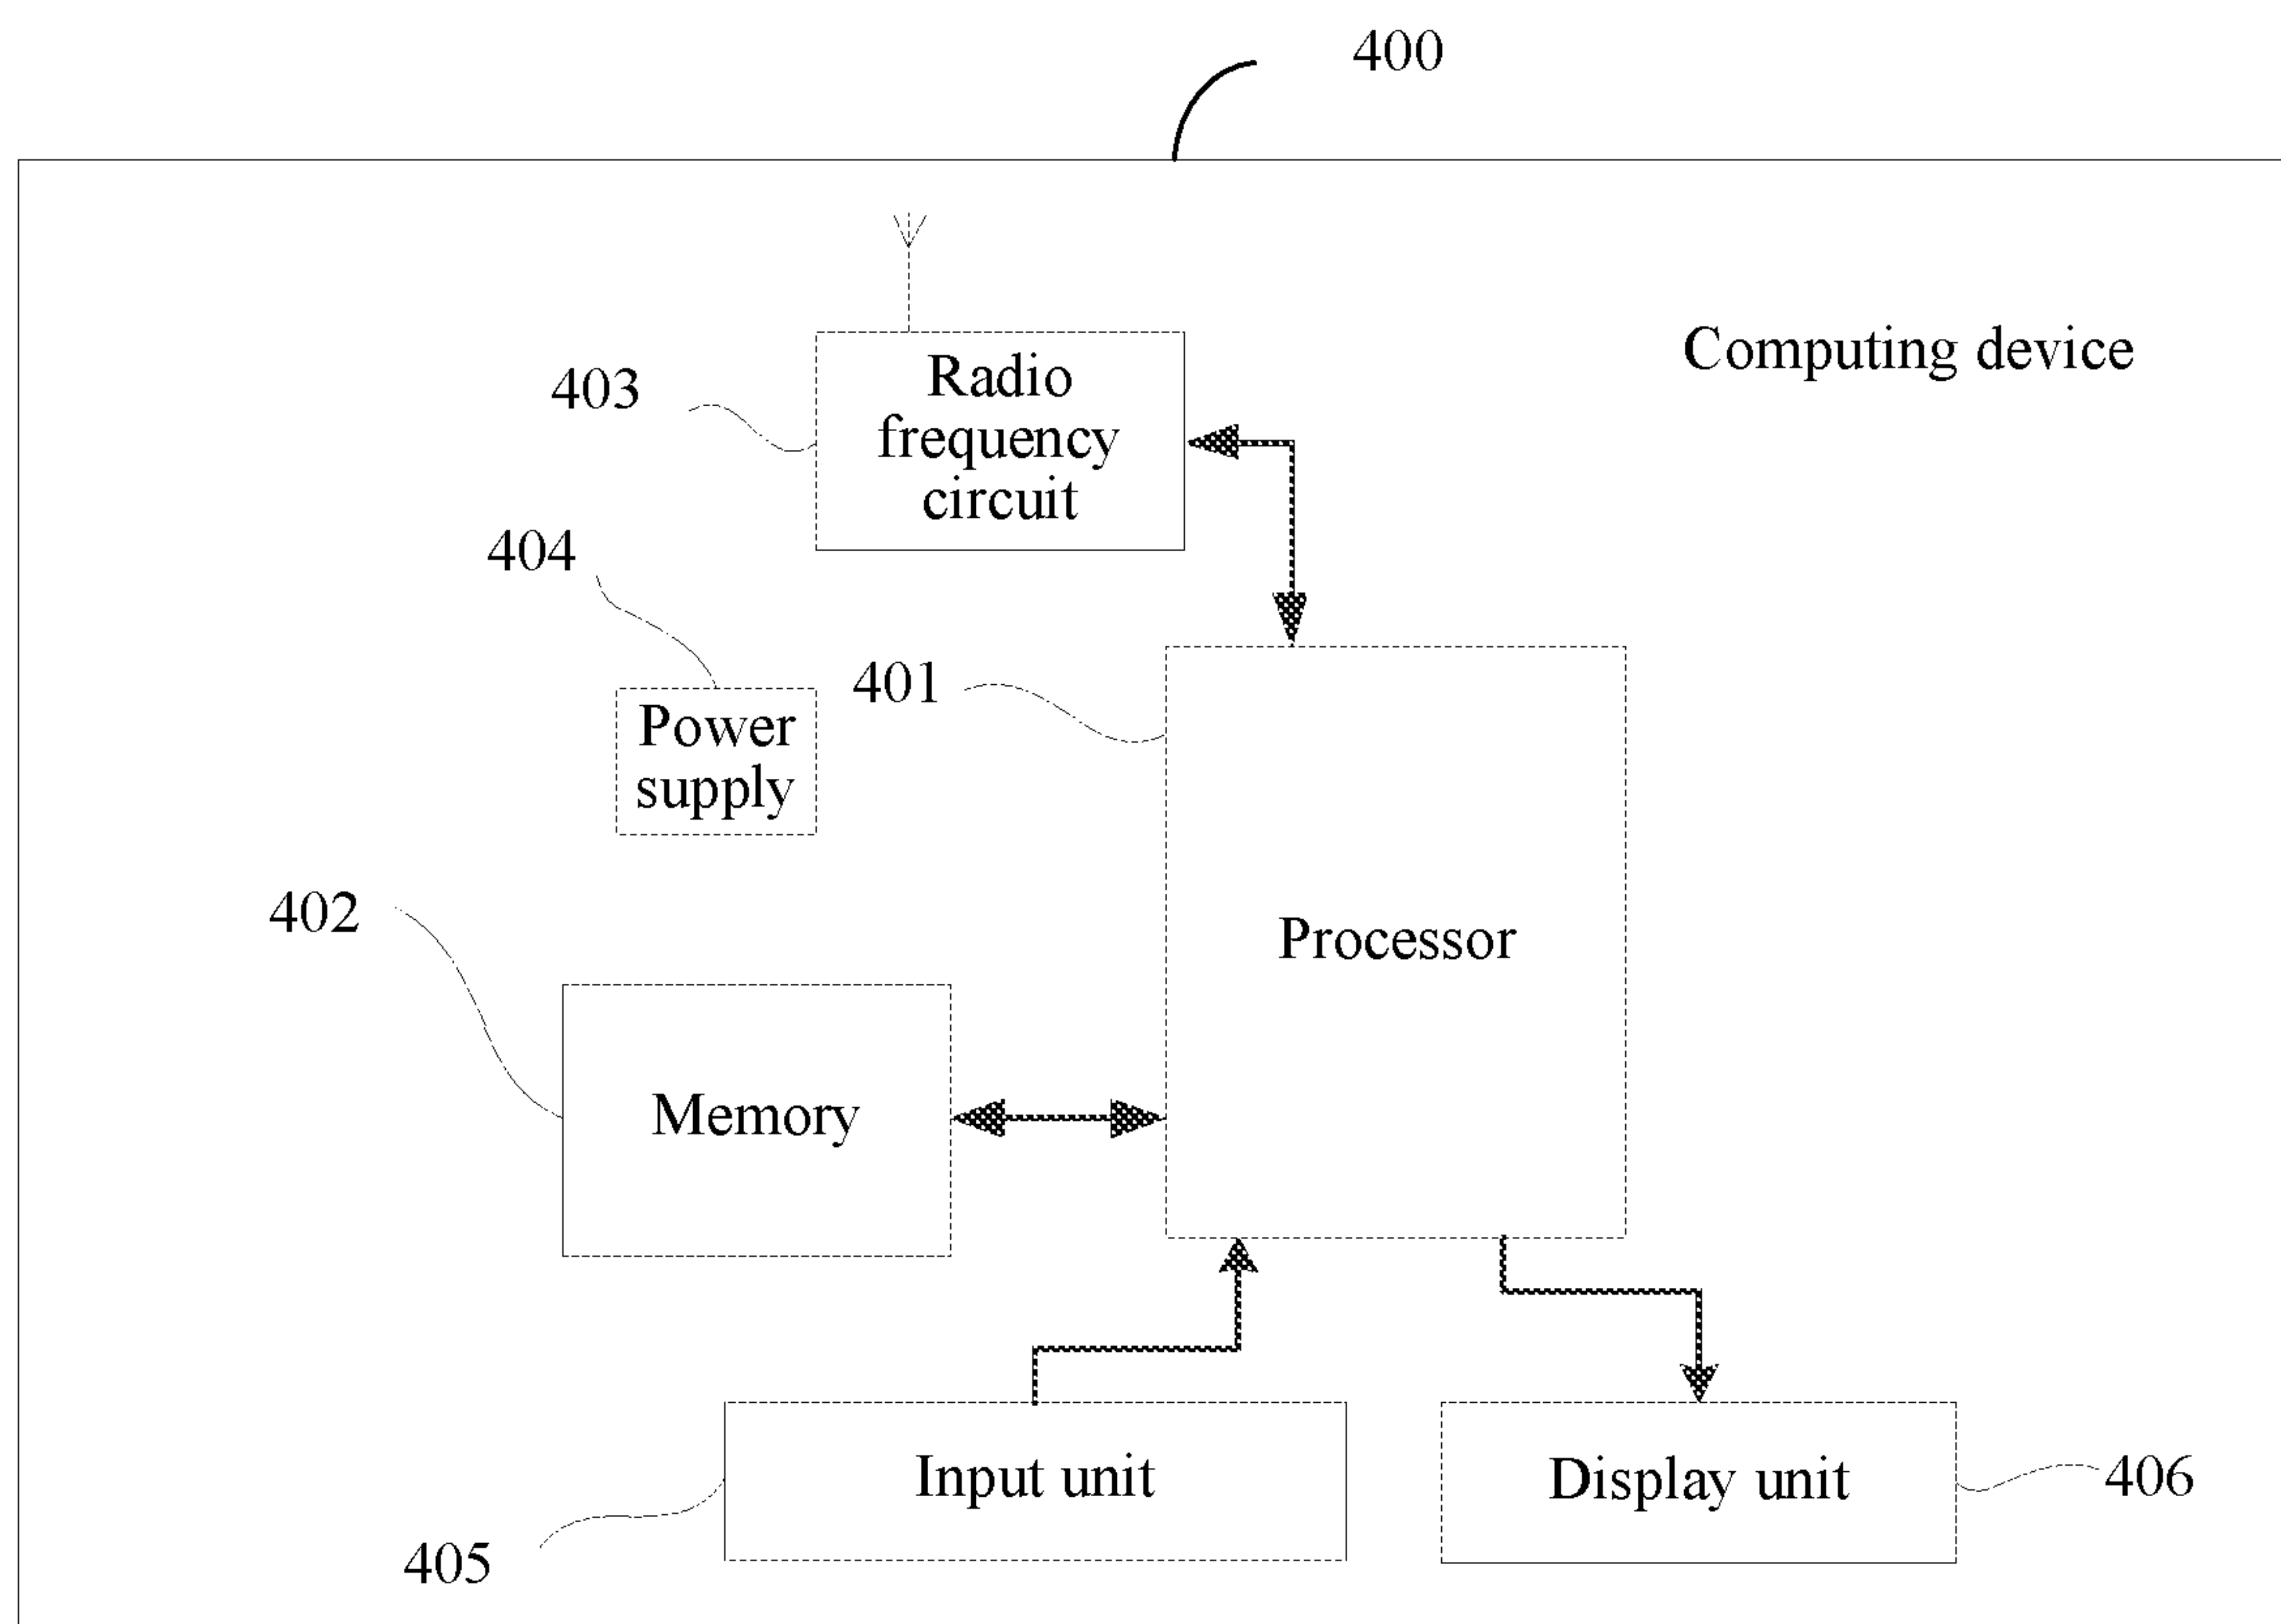 400
Computing device
403
Radio
frequency
circuit
404
401
Power
supply
402
Processor
Memory
Input unit
Display unit
406
405